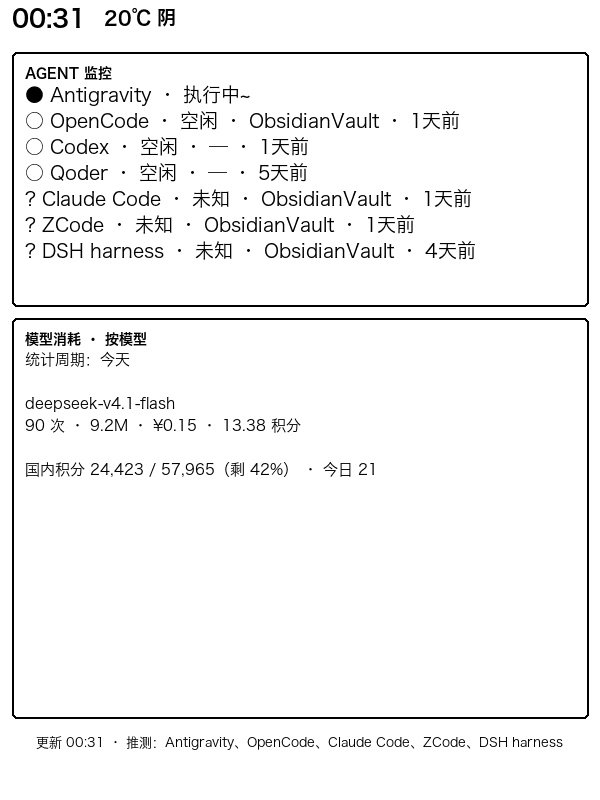 00:31 20℃ 阴
AGENT 监控
● Antigravity · 执行中~
○ OpenCode · 空闲 · ObsidianVault · 1天前
○ Codex · 空闲 · — · 1天前
○ Qoder · 空闲 · — · 5天前
? Claude Code · 未知 · ObsidianVault · 1天前
? ZCode · 未知 · ObsidianVault · 1天前
? DSH harness · 未知 · ObsidianVault · 4天前
模型消耗 · 按模型
统计周期：今天
deepseek-v4.1-flash
90 次 · 9.2M · ¥0.15 · 13.38 积分
国内积分 24,423 / 57,965（剩 42%） · 今日 21
更新 00:31 · 推测：Antigravity、OpenCode、Claude Code、ZCode、DSH harness